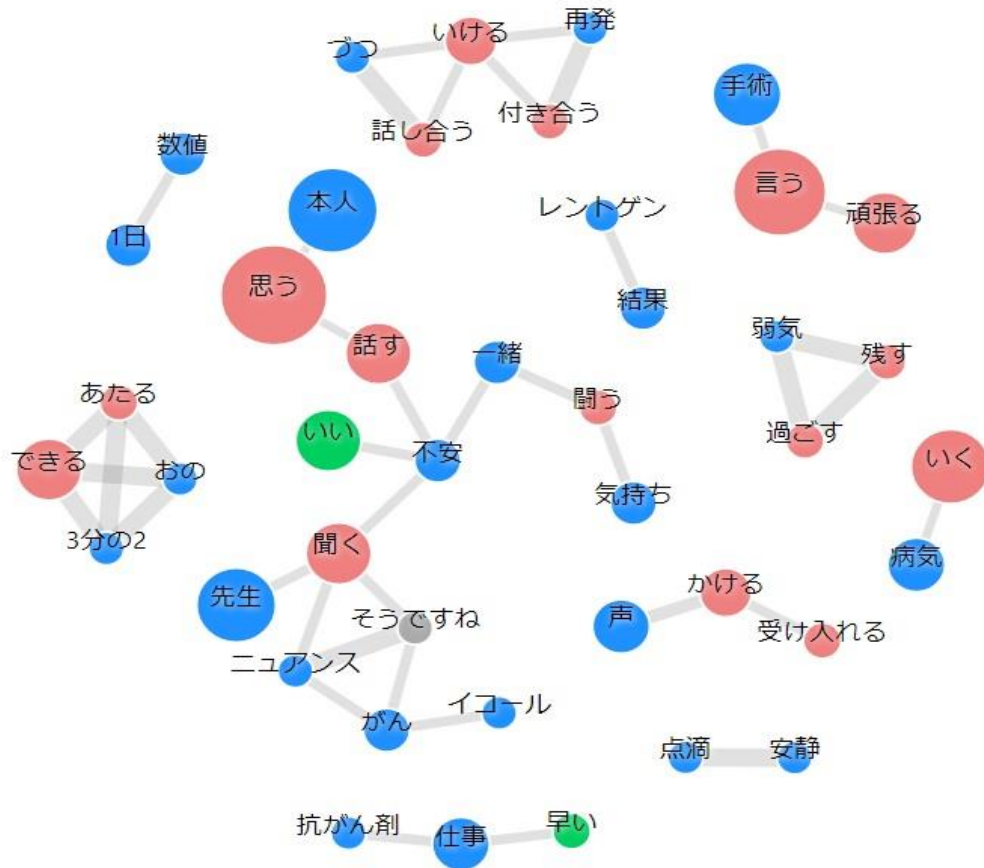 づつ
いける
再発
話し合う
付き合う
手術
言う
頑張る
数値
1日
本人
思う
話す
レントゲン
結果
一緒
闘う
気持ち
弱気
残す
過ごす
あたる
できる
おの
3分の2
いい
不安
いく
病気
聞く
先生
そうですね
ニュアンス
がん
イコール
かける
声
受け入れる
点滴
安静
抗がん剤
仕事
早い